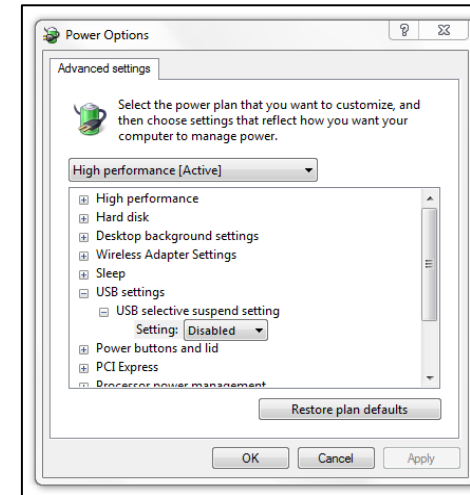 Power Options
Advanced settings
Select the power plan that you want to customize, and
then choose settings that reflect how you want your
computer to manage power.
High performance [Active]
High performance
Hard disk
Desktop background settings
Wireless Adapter Settings
Sleep
USB settings
USB selective suspend setting
Setting: Disabled
Power buttons and lid
PCI Express
Processor power management
Restore plan defaults
OK Cancel Apply